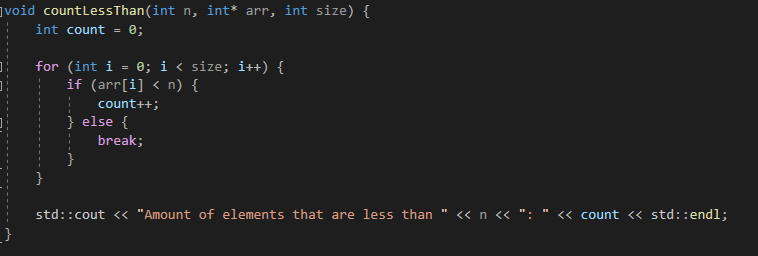 void countLessThan(int n, int* arr, int size) {
    int count = 0;

    for (int i = 0; i < size; i++) {
        if (arr[i] < n) {
            count++;
        } else {
            break;
        }
    }

    std::cout << "Amount of elements that are less than " << n << ": " << count << std::endl;
}